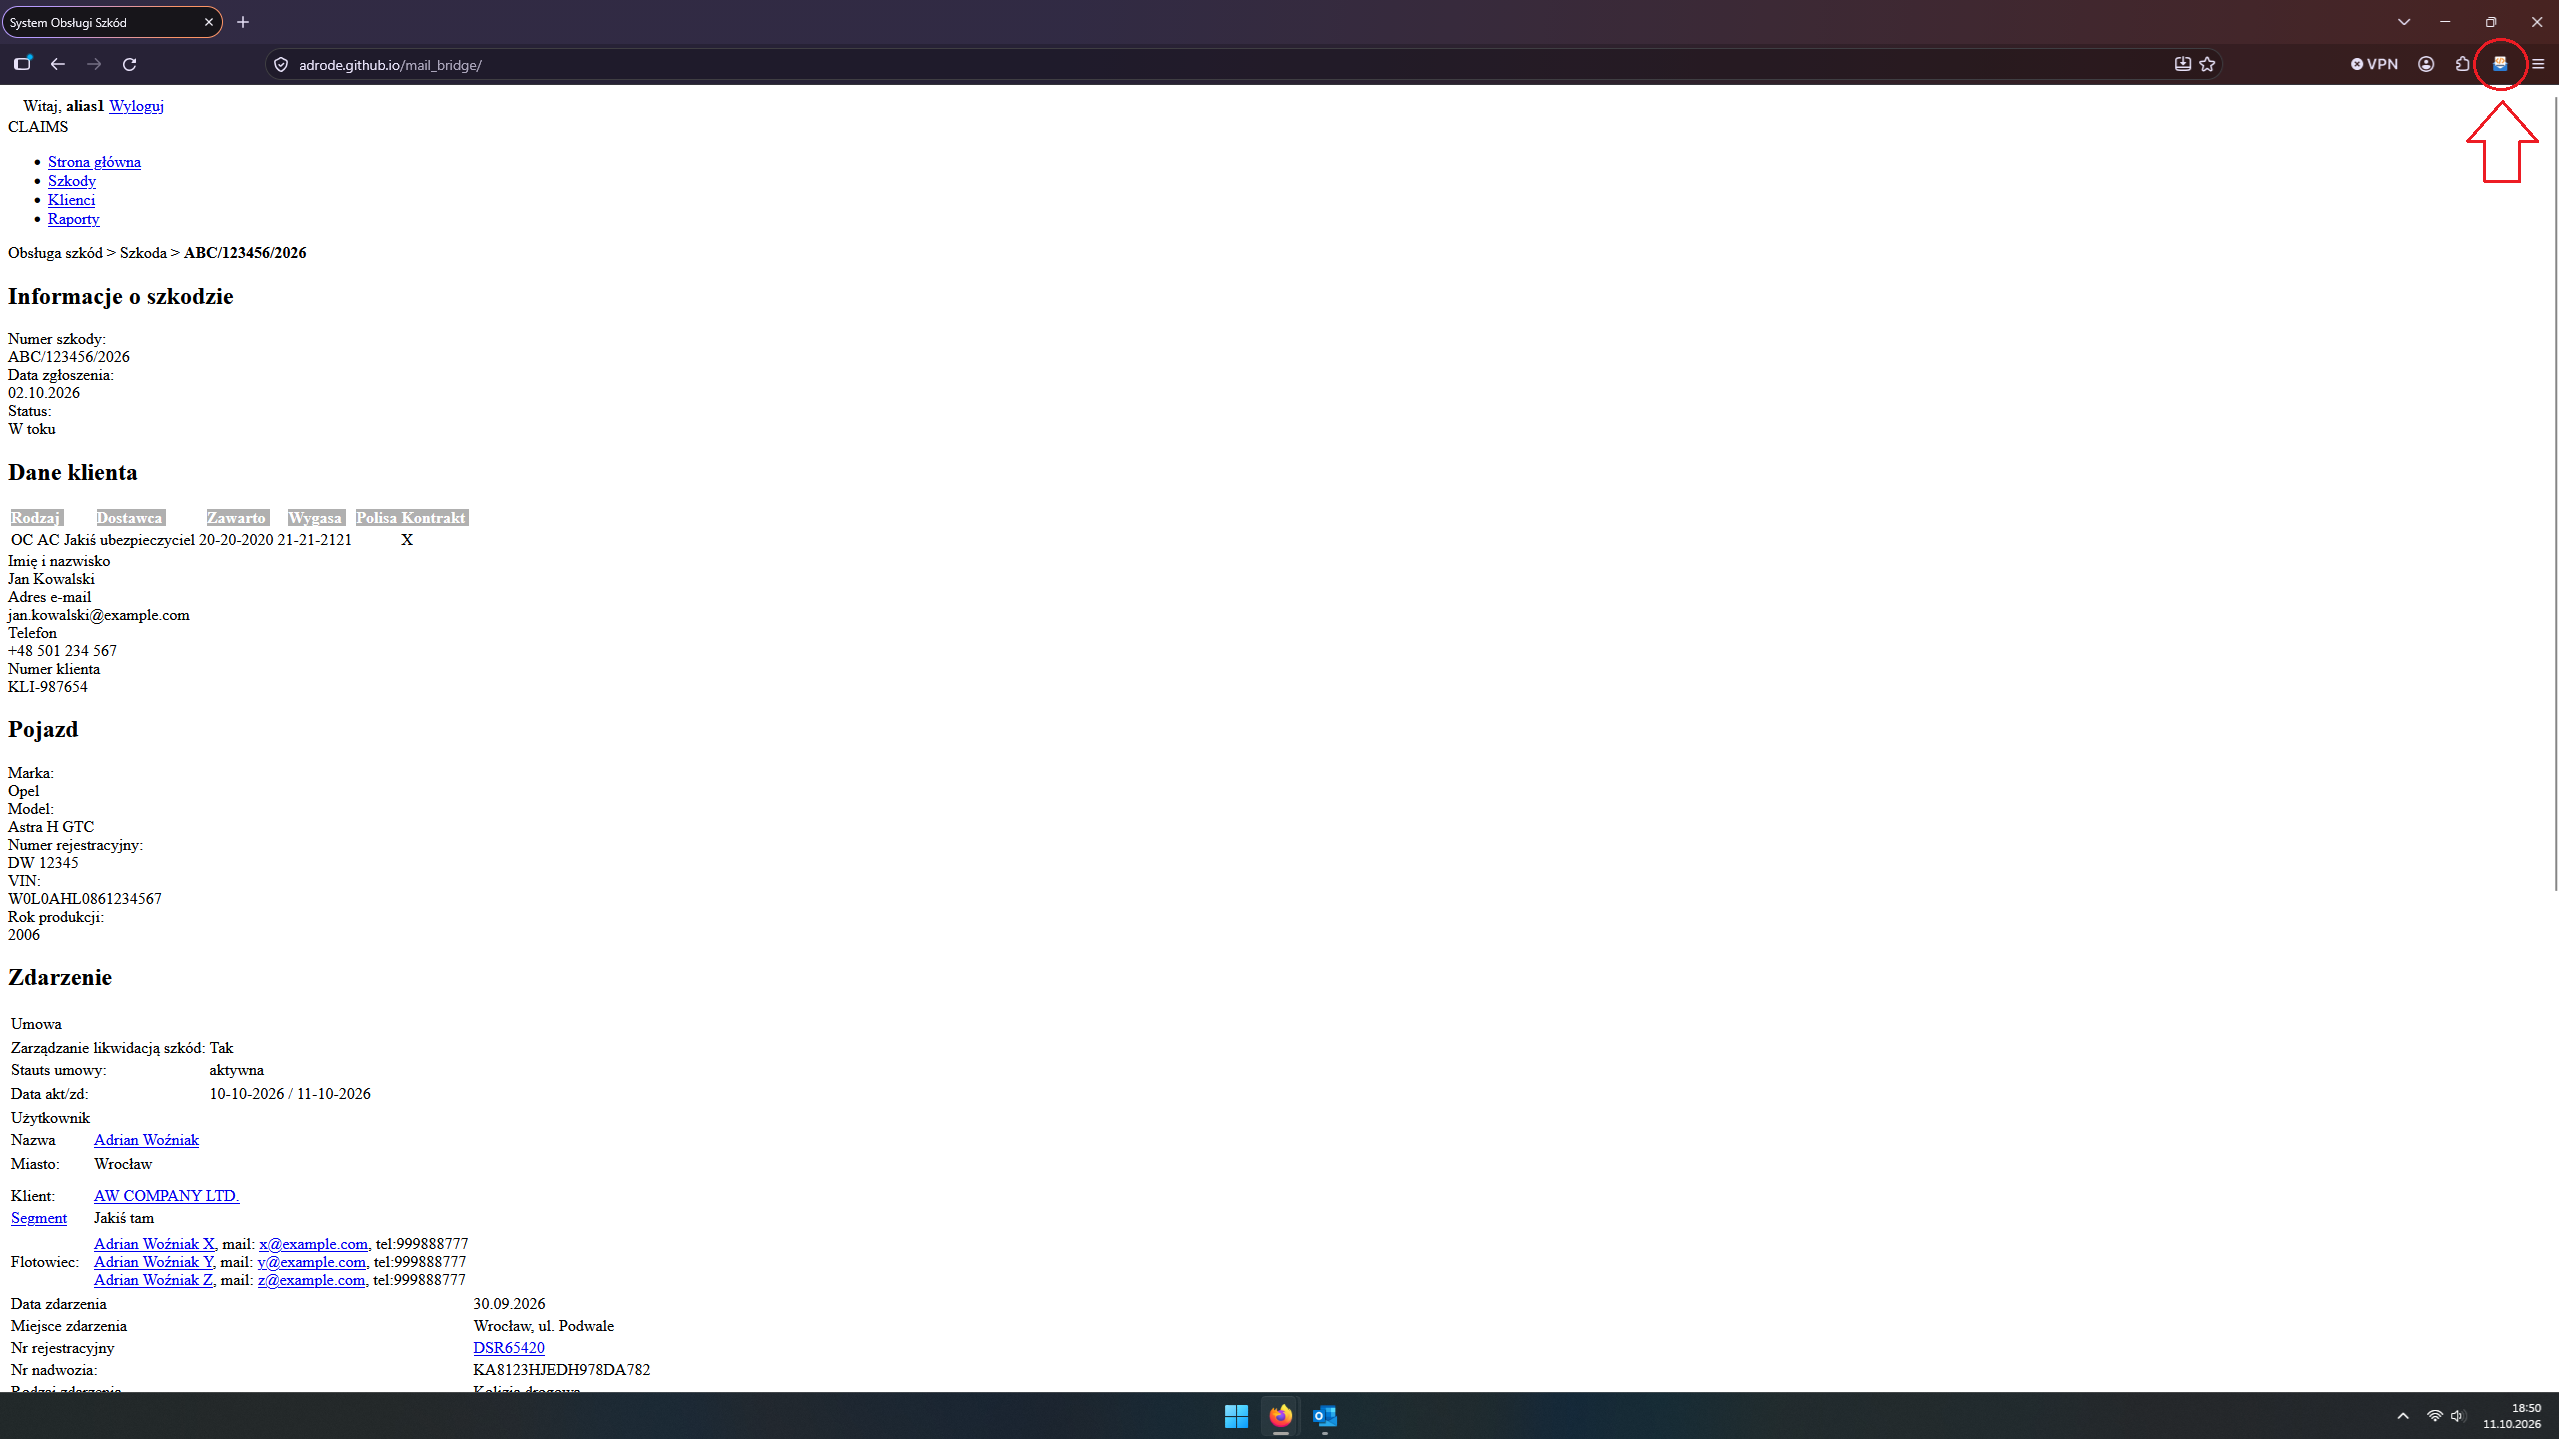 System Obsługi Szkód
adrode.github.io/mail_bridge/
VPN
Witaj, alias1 Wyloguj
CLAIMS
Strona główna
Szkody
Klienci
Raporty
Obsługa szkód > Szkoda > ABC/123456/2026
Informacje o szkodzie
Numer szkody:
ABC/123456/2026
Data zgłoszenia:
02.10.2026
Status:
W toku
Dane klienta
Rodzaj Dostawca Zawarto Wygasa Polisa Kontrakt
OC AC Jakiś ubezpieczyciel 20-20-2020 21-21-2121 X
Imię i nazwisko
Jan Kowalski
Adres e-mail
jan.kowalski@example.com
Telefon
+48 501 234 567
Numer klienta
KLI-987654
Pojazd
Marka:
Opel
Model:
Astra H GTC
Numer rejestracyjny:
DW 12345
VIN:
W0L0AHL0861234567
Rok produkcji:
2006
Zdarzenie
Umowa
Zarządzanie likwidacją szkód: Tak
Stauts umowy: aktywna
Data akt/zd: 10-10-2026 / 11-10-2026
Użytkownik
Nazwa Adrian Woźniak
Miasto: Wrocław
Klient: AW COMPANY LTD.
Segment Jakiś tam
Adrian Woźniak X, mail: x@example.com, tel:999888777
Flotowiec: Adrian Woźniak Y, mail: y@example.com, tel:999888777
Adrian Woźniak Z, mail: z@example.com, tel:999888777
Data zdarzenia 30.09.2026
Miejsce zdarzenia Wrocław, ul. Podwale
Nr rejestracyjny DSR65420
Nr nadwozia: KA8123HJEDH978DA782
Rodzaj zdarzenia Kolizja drogowa
18:50
11.10.2026